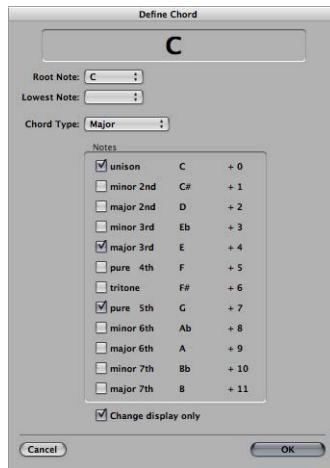 Define Chord
C
Root Note: C
Lowest Note:
Chord Type: Major
Notes
unison C + 0
minor 2nd C# + 1
major 2nd D + 2
minor 3rd Eb + 3
major 3rd E + 4
pure 4th F + 5
tritone F# + 6
pure 5th G + 7
minor 6th Ab + 8
major 6th A + 9
minor 7th Bb + 10
major 7th B + 11
Change display only
Cancel OK